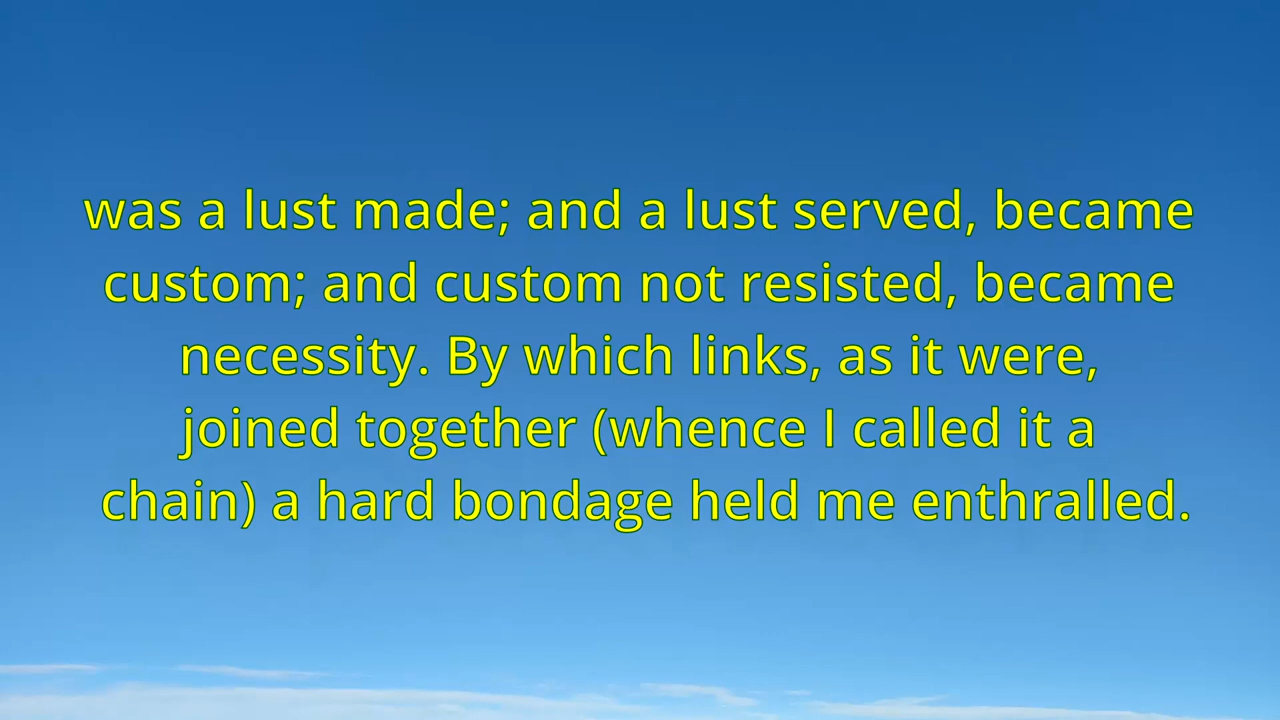 was a lust made; and a lust served, became
custom; and custom not resisted, became
necessity. By which links, as it were,
joined together (whence I called it a
chain) a hard bondage held me enthralled.